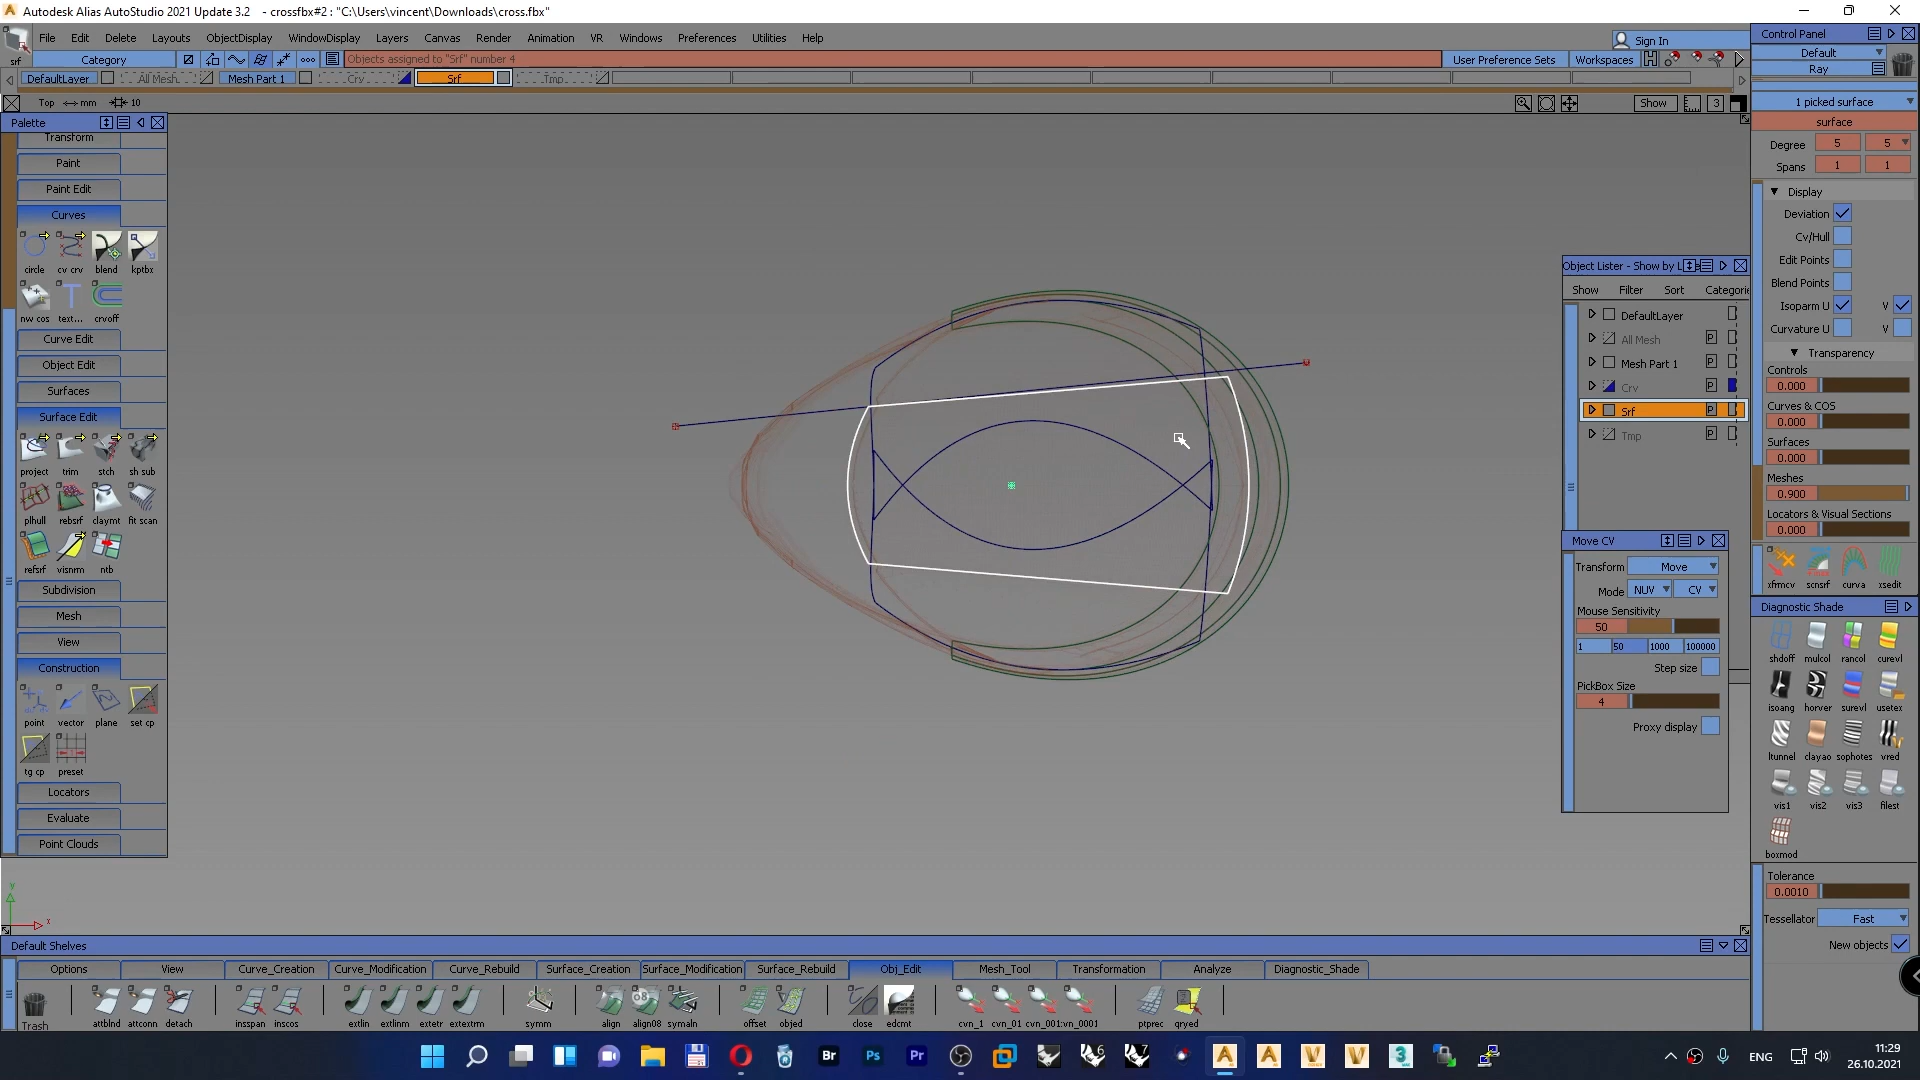 Autodesk Alias AutoStudio 2021 Update 3.2 - crossfbx#2 : "C:\Users\vincent\Downloads\cross.fbx"
srf
File Edit Delete Layouts ObjectDisplay WindowDisplay Layers Canvas Render Animation VR Windows Preferences Utilities Help
Sign In
Category
Objects assigned to "Srf" number 4
User Preference Sets Workspaces
DefaultLayer All Mesh Mesh Part 1 Crv Srf Tmp
Top mm 10
Show 3
Palette
Transform
Paint
Paint Edit
Curves
circle cv crv blend kptbx
nw cos text... crvoff
Curve Edit
Object Edit
Surfaces
Surface Edit
project trim stch sh sub
plhull rebsrf claymt fit scan
refsrf visnrm ntb
Subdivision
Mesh
View
Construction
point vector plane set cp
tg cp preset
Locators
Evaluate
Point Clouds
y
x
Object Lister - Show by L
Show Filter Sort Categorie
DefaultLayer
All Mesh P
Mesh Part 1 P
Crv P
Srf P
Tmp P
Move CV
Transform Move
Mode NUV CV
Mouse Sensitivity
50
1 50 1000 100000
Step size
PickBox Size
4
Proxy display
Control Panel
Default
Ray
1 picked surface
surface
Degree 5 5
Spans 1 1
Display
Deviation
Cv/Hull
Edit Points
Blend Points
Isoparm U V
Curvature U V
Transparency
Controls
0.000
Curves & COS
0.000
Surfaces
0.000
Meshes
0.900
Locators & Visual Sections
0.000
xfrmcv scnsrf curva xsedit
Diagnostic Shade
shdoff mulcol rancol curevl
isoang horver surevl usetex
ltunnel clayao sophotes vred
vis1 vis2 vis3 filest
boxmod
Tolerance
0.0010
Tessellator Fast
New objects
Default Shelves
Options View Curve_Creation Curve_Modification Curve_Rebuild Surface_Creation Surface_Modification Surface_Rebuild Obj_Edit Mesh_Tool Transformation Analyze Diagnostic_Shade
Trash attblnd attconn detach insspan inscos extlin extlinm extetr extextrm symm align align08 symaln offset objed close edcmt cvn_1 cvn_01 cvn_001 :vn_0001 ptprec qryed
Br Ps Pr 6 7 3
ENG
11:29
26.10.2021